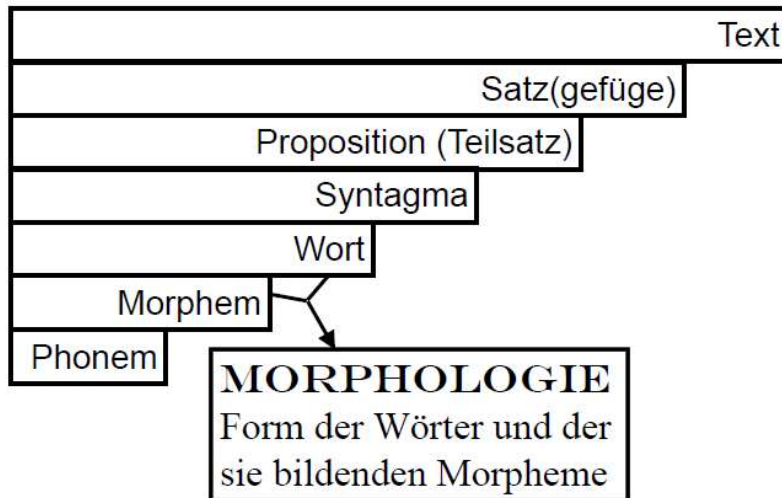 Text
Satz(gefüge)
Proposition (Teilsatz)
Syntagma
Wort
Morphem
Phonem
MORPHOLOGIE
Form der Wörter und der
sie bildenden Morpheme